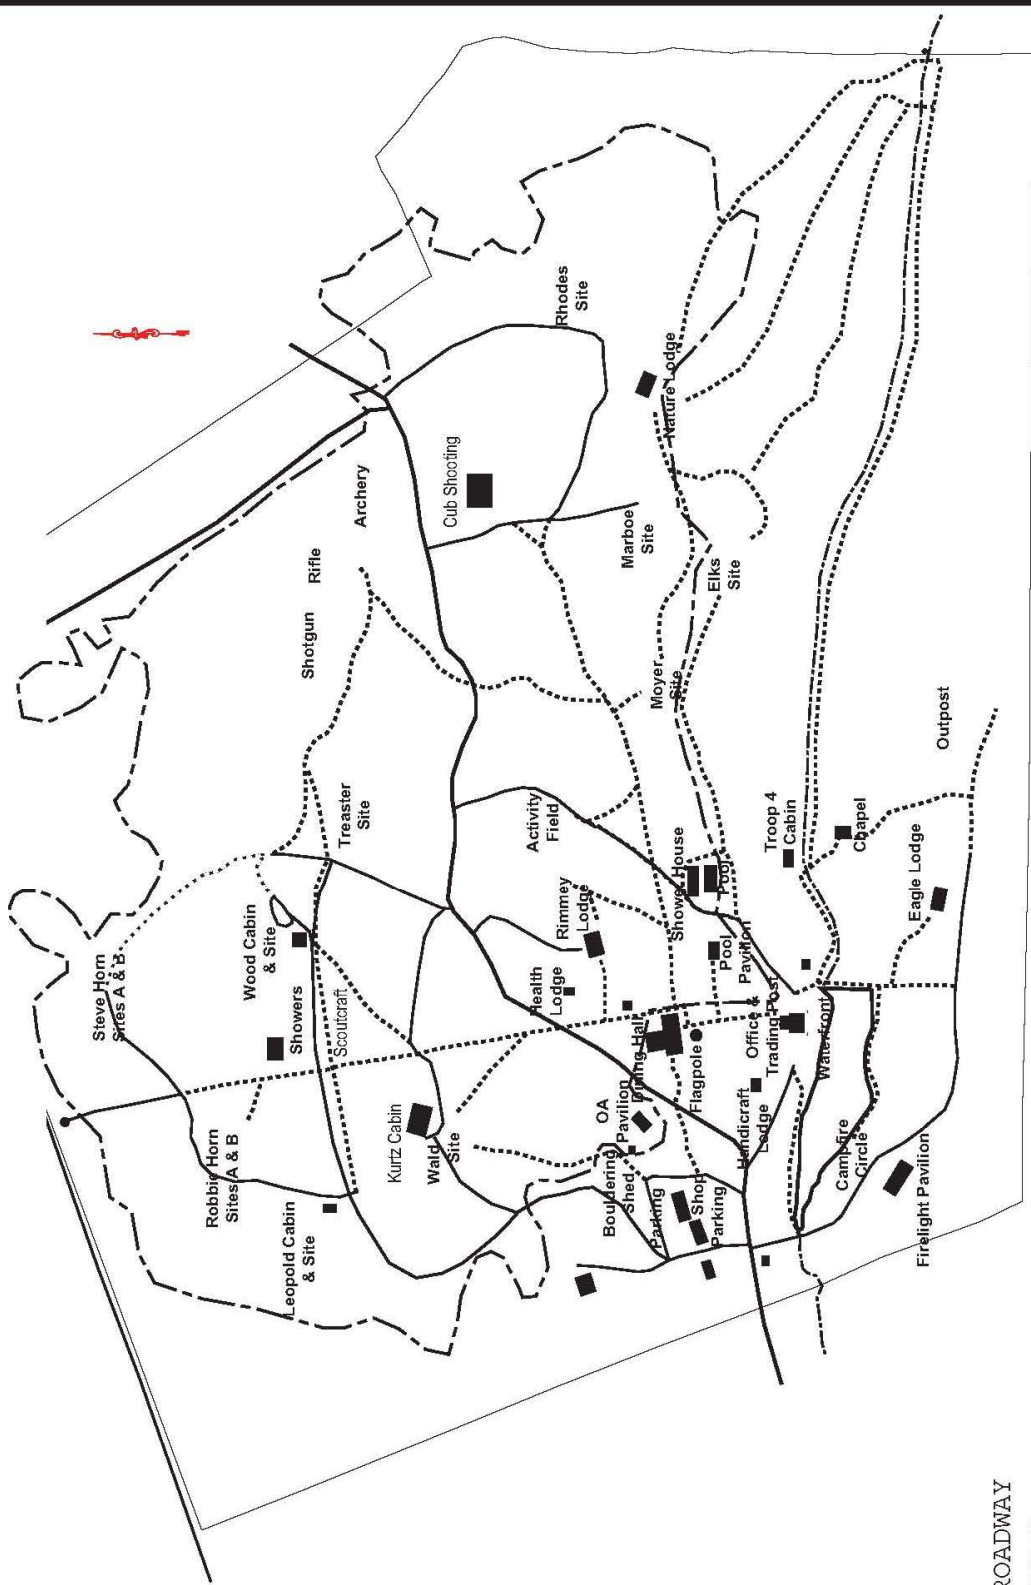 Steve Horn
Sites A & B
Robbie Horn
Sites A & B
Leopold Cabin
& Site
Wood Cabin
& Site
Showers
Scoutcraft
Treaster
Site
Shotgun
Rifle
Archery
Cub Shooting
Rhodes
Site
Kurtz Cabin
Wald
Site
Health
Lodge
Rimmey
Lodge
Activity
Field
Marboe
Site
Nature Lodge
Moyer
Site
Elks
Site
Bouldering
Shed
OA
Pavilion
Dining Hall
Flagpole
Shower House
Pool
Pool
Pavilion
Parking
Shop
Parking
Handicraft
Lodge
Office &
Trading Post
Troop 4
Cabin
Waterfront
Chapel
Campfire
Circle
Eagle Lodge
Outpost
Firelight Pavilion